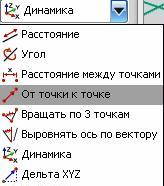 Динамика
Расстояние
Угол
Расстояние между точками
От точки к точке
Вращать по 3 точкам
Выровнять ось по вектору
Динамика
Дельта XYZ